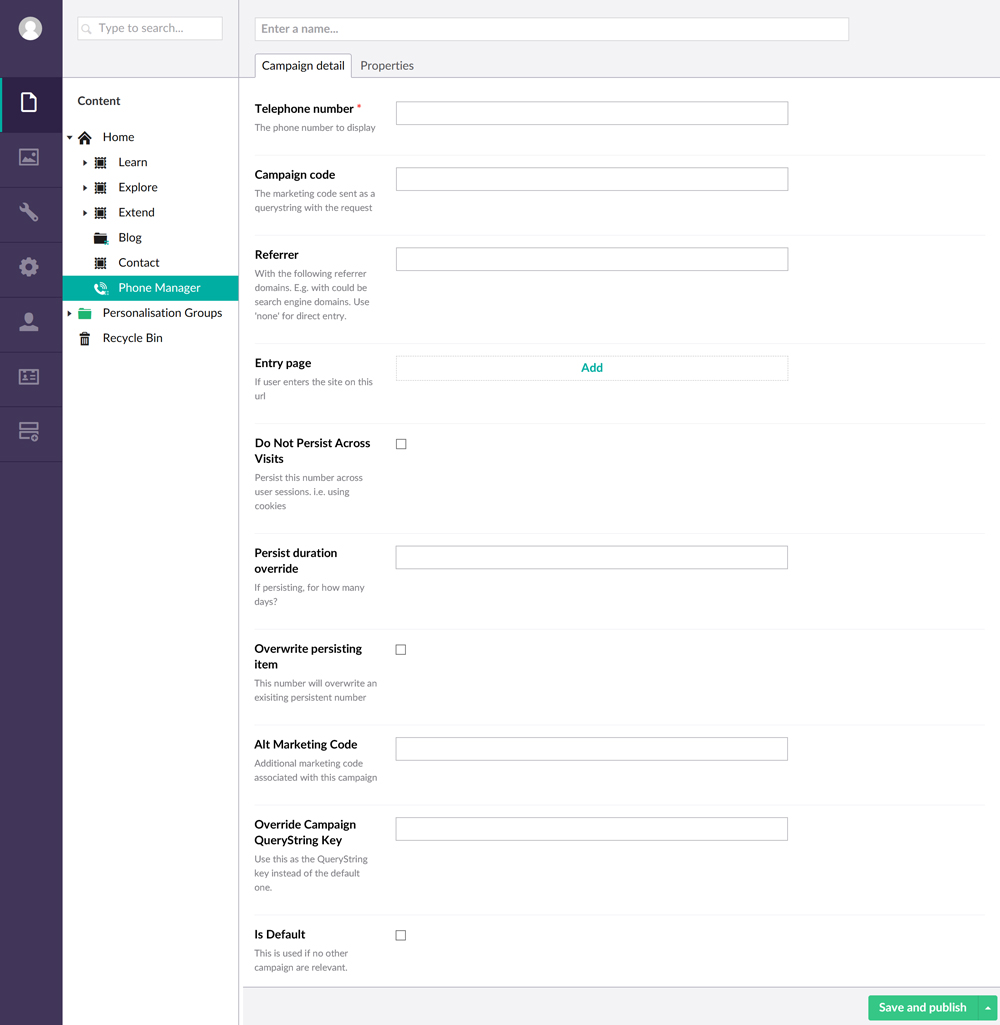 Type to search...
Enter a name...
Campaign detail
Properties
Content
Home
Learn
Explore
Extend
Blog
Contact
Phone Manager
Personalisation Groups
Recycle Bin
Telephone number *
The phone number to display
Campaign code
The marketing code sent as a
querystring with the request
Referrer
With the following referrer
domains. E.g. with could be
search engine domains. Use
'none' for direct entry.
Entry page
If user enters the site on this
url
Add
Do Not Persist Across
Visits
Persist this number across
user sessions. i.e. using
cookies
Persist duration
override
If persisting, for how many
days?
Overwrite persisting
item
This number will overwrite an
exisiting persistent number
Alt Marketing Code
Additional marketing code
associated with this campaign
Override Campaign
QueryString Key
Use this as the QueryString
key instead of the default
one.
Is Default
This is used if no other
campaign are relevant.
Save and publish